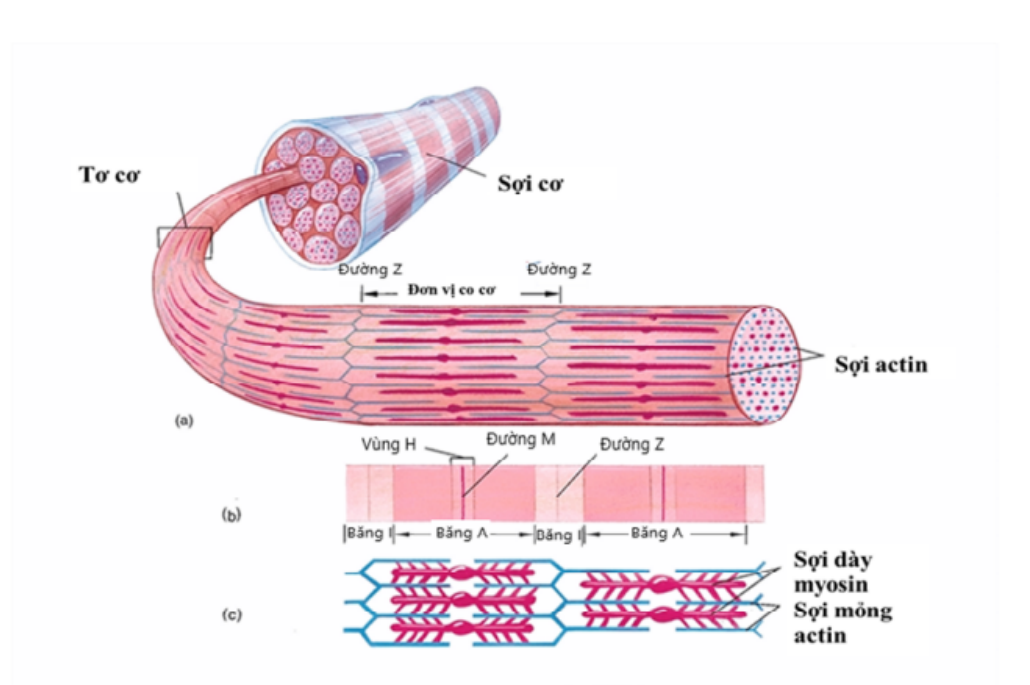 Tơ cơ
Sợi cơ
Đường Z
Đường Z
Đơn vị co cơ
Sợi actin
(a)
Vùng H
Đường M
Đường Z
(b)
Băng I
Băng A
Băng I
Băng A
Sợi dày
myosin
(c)
Sợi mỏng
actin